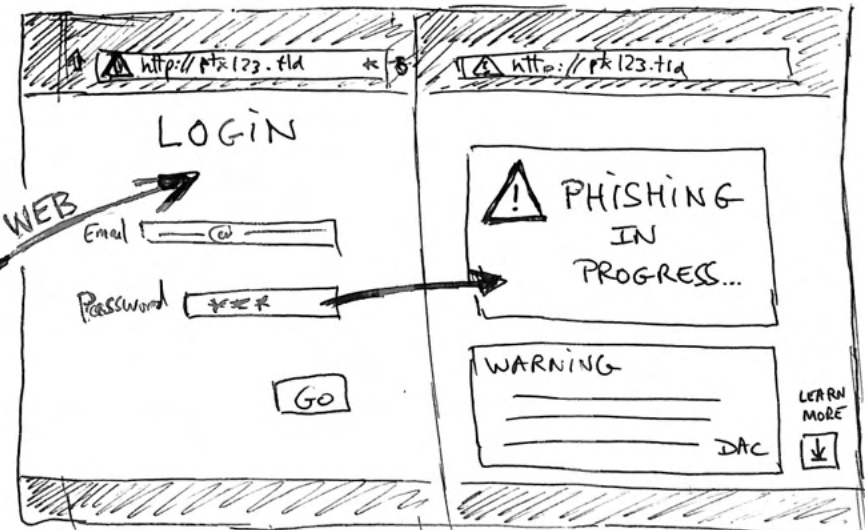 http://ptx123.tld
LOGIN
WEB
Email @
Password ***
GO
http://ptx123.tld
! PHISHING
IN
PROGRESS...
WARNING
DAC
LEARN
MORE